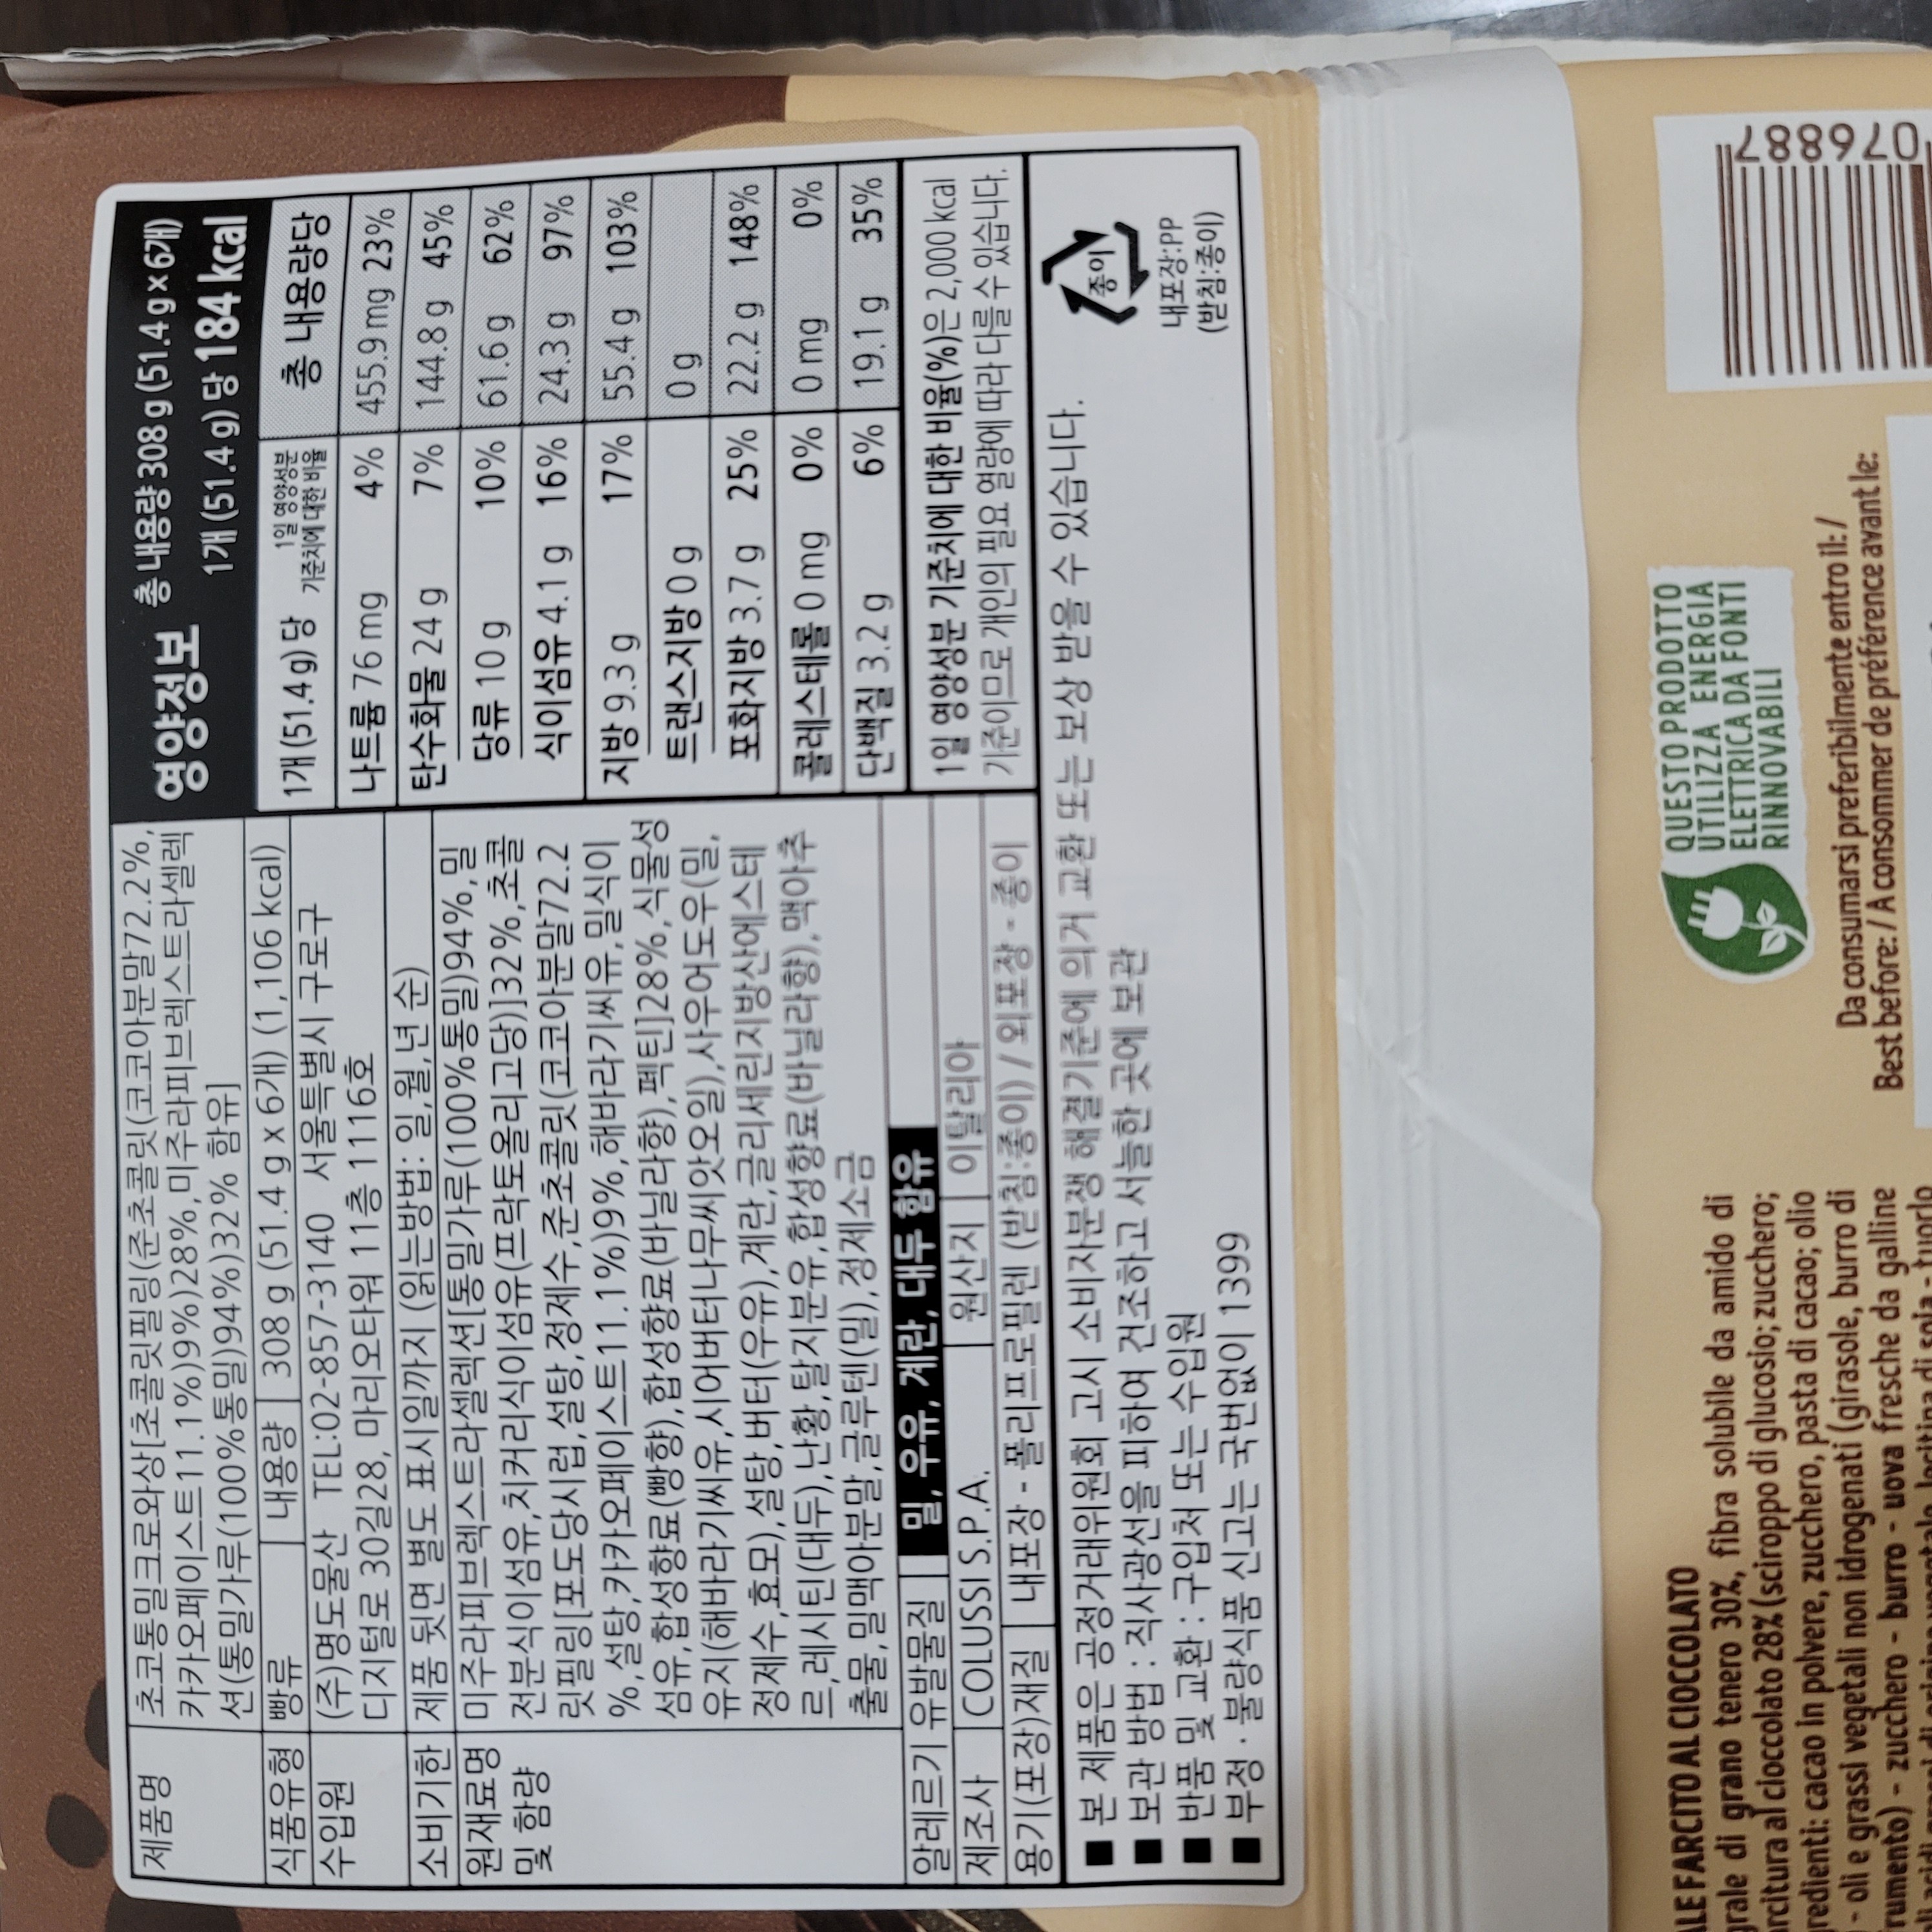 제품명
초코통밀크로와상[초콜릿필링(준초콜릿(코코아분말72.2%,
카카오페이스트11.1%)9%)28%,미주라피브렉스트라셀렉
션(통밀가루(100%통밀)94%)32% 함유]
식품유형 빵류 내용량 308 g (51.4 g x 6개) (1,106 kcal)
수입원 (주)명도물산 TEL:02-857-3140 서울특별시 구로구
디지털로 30길28, 마리오타워 11층 1116호
소비기한 제품 뒷면 별도 표시일까지 (읽는방법: 일,월,년 순)
원재료명
및 함량
미주라피브렉스트라셀렉션[통밀가루(100%통밀)94%,밀
전분식이섬유,치커리식이섬유(프락토올리고당)]32%,초콜
릿필링[포도당시럽,설탕,정제수,준초콜릿(코코아분말72.2
%,설탕,카카오페이스트11.1%)9%,해바라기씨유,밀식이
섬유,합성향료(빵향),합성향료(바닐라향),펙틴]28%,식물성
유지(해바라기씨유,시어버터나무씨앗오일),사우어도우(밀,
정제수,효모),설탕,버터(우유),계란,글리세린지방산에스테
르,레시틴(대두),난황,탈지분유,합성향료(바닐라향),맥아추
출물,밀맥아분말,글루텐(밀),정제소금
알레르기 유발물질 밀, 우유, 계란, 대두 함유
제조사 COLUSSI S.P.A. 원산지 이탈리아
용기(포장)재질 내포장 - 폴리프로필렌 (받침:종이) / 외포장 - 종이
영양정보
총 내용량 308 g (51.4 g x 6개)
1개 (51.4 g) 당 184 kcal
1개 (51.4 g) 당 1일 영양성분 기준치에 대한 비율 총 내용량당
나트륨 76 mg 4% 455.9 mg 23%
탄수화물 24 g 7% 144.8 g 45%
당류 10 g 10% 61.6 g 62%
식이섬유 4.1 g 16% 24.3 g 97%
지방 9.3 g 17% 55.4 g 103%
트랜스지방 0 g 0 g
포화지방 3.7 g 25% 22.2 g 148%
콜레스테롤 0 mg 0% 0 mg 0%
단백질 3.2 g 6% 19.1 g 35%
1일 영양성분 기준치에 대한 비율(%)은 2,000 kcal
기준이므로 개인의 필요 열량에 따라 다를 수 있습니다.
■ 본 제품은 공정거래위원회 고시 소비자분쟁 해결기준에 의거 교환 또는 보상 받을 수 있습니다.
■ 보관 방법 : 직사광선을 피하여 건조하고 서늘한 곳에 보관
■ 반품 및 교환 : 구입처 또는 수입원
■ 부정·불량식품 신고는 국번없이 1399
종이
내포장:PP
(받침:종이)
LE FARCITO AL CIOCCOLATO
grale di grano tenero 30%, fibra solubile da amido di
rcitura al cioccolato 28% (sciroppo di glucosio; zucchero;
redienti: cacao in polvere, zucchero, pasta di cacao; olio
- oli e grassi vegetali non idrogenati (girasole, burro di
rumento) - zucchero - burro - uova fresche da galline
QUESTO PRODOTTO
UTILIZZA ENERGIA
ELETTRICA DA FONTI
RINNOVABILI
Da consumarsi preferibilmente entro il: /
Best before: / A consommer de préférence avant le:
076887